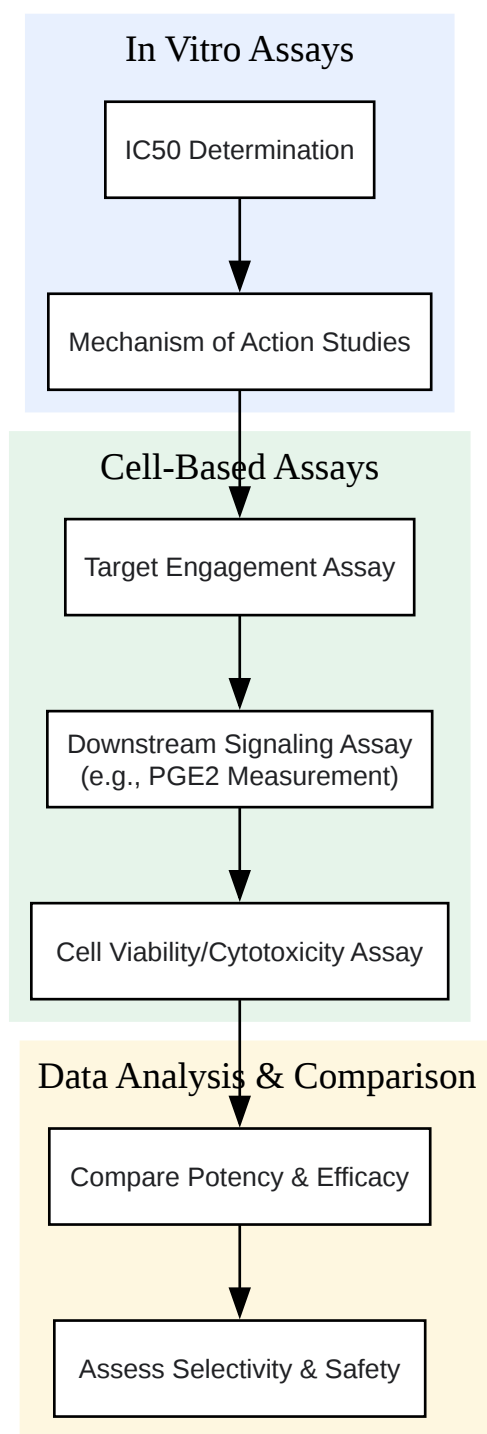 In Vitro Assays
IC50 Determination
Mechanism of Action Studies
Cell-Based Assays
Target Engagement Assay
Downstream Signaling Assay
(e.g., PGE2 Measurement)
Cell Viability/Cytotoxicity Assay
Data Analysis & Comparison
Compare Potency & Efficacy
Assess Selectivity & Safety